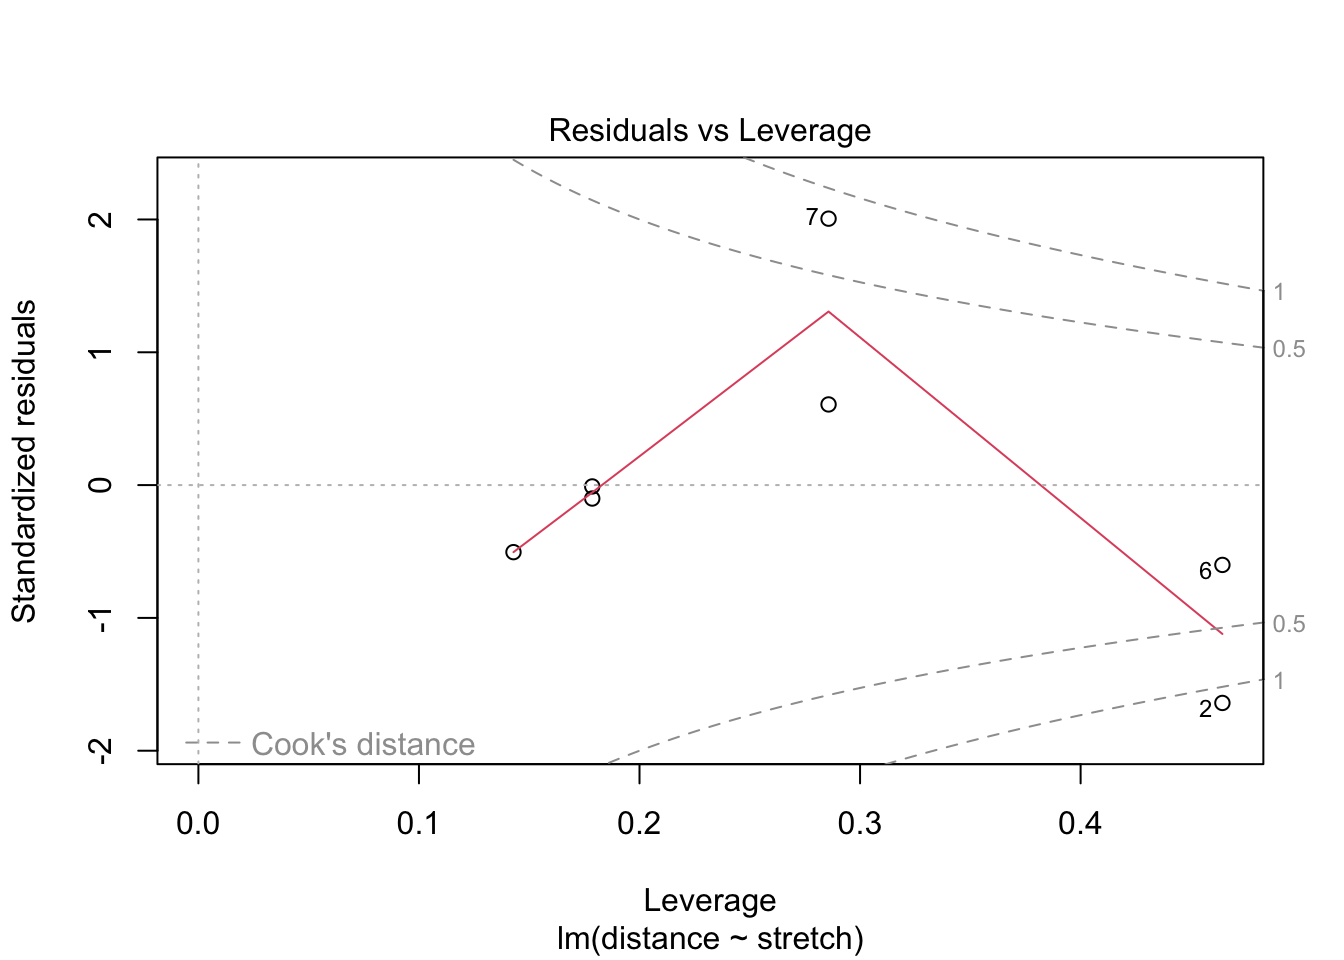 Residuals vs Leverage
Standardized residuals
2
1
0
-1
-2
7
6
2
1
0.5
0.5
1
Cook's distance
0.0 0.1 0.2 0.3 0.4
Leverage
lm(distance ~ stretch)